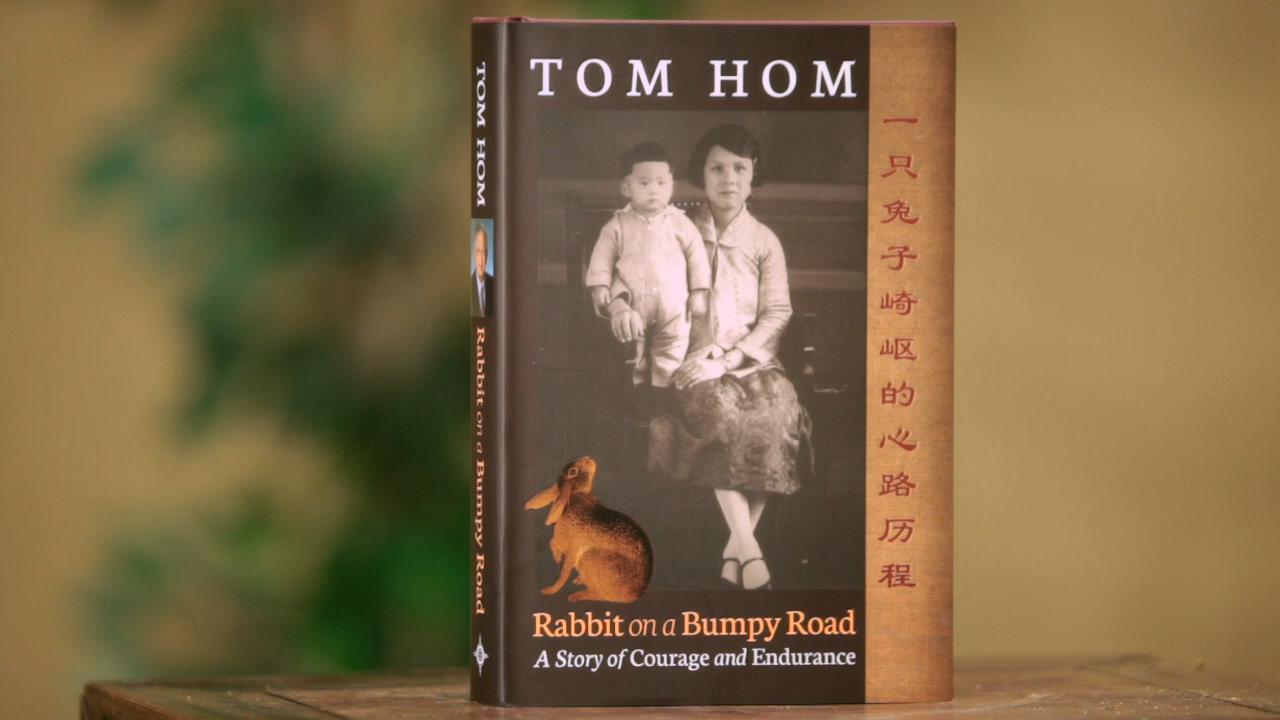 TOM HOM
Rabbit on a Bumpy Road
TOM HOM
一只兔子崎岖的心路历程
Rabbit on a Bumpy Road
A Story of Courage and Endurance